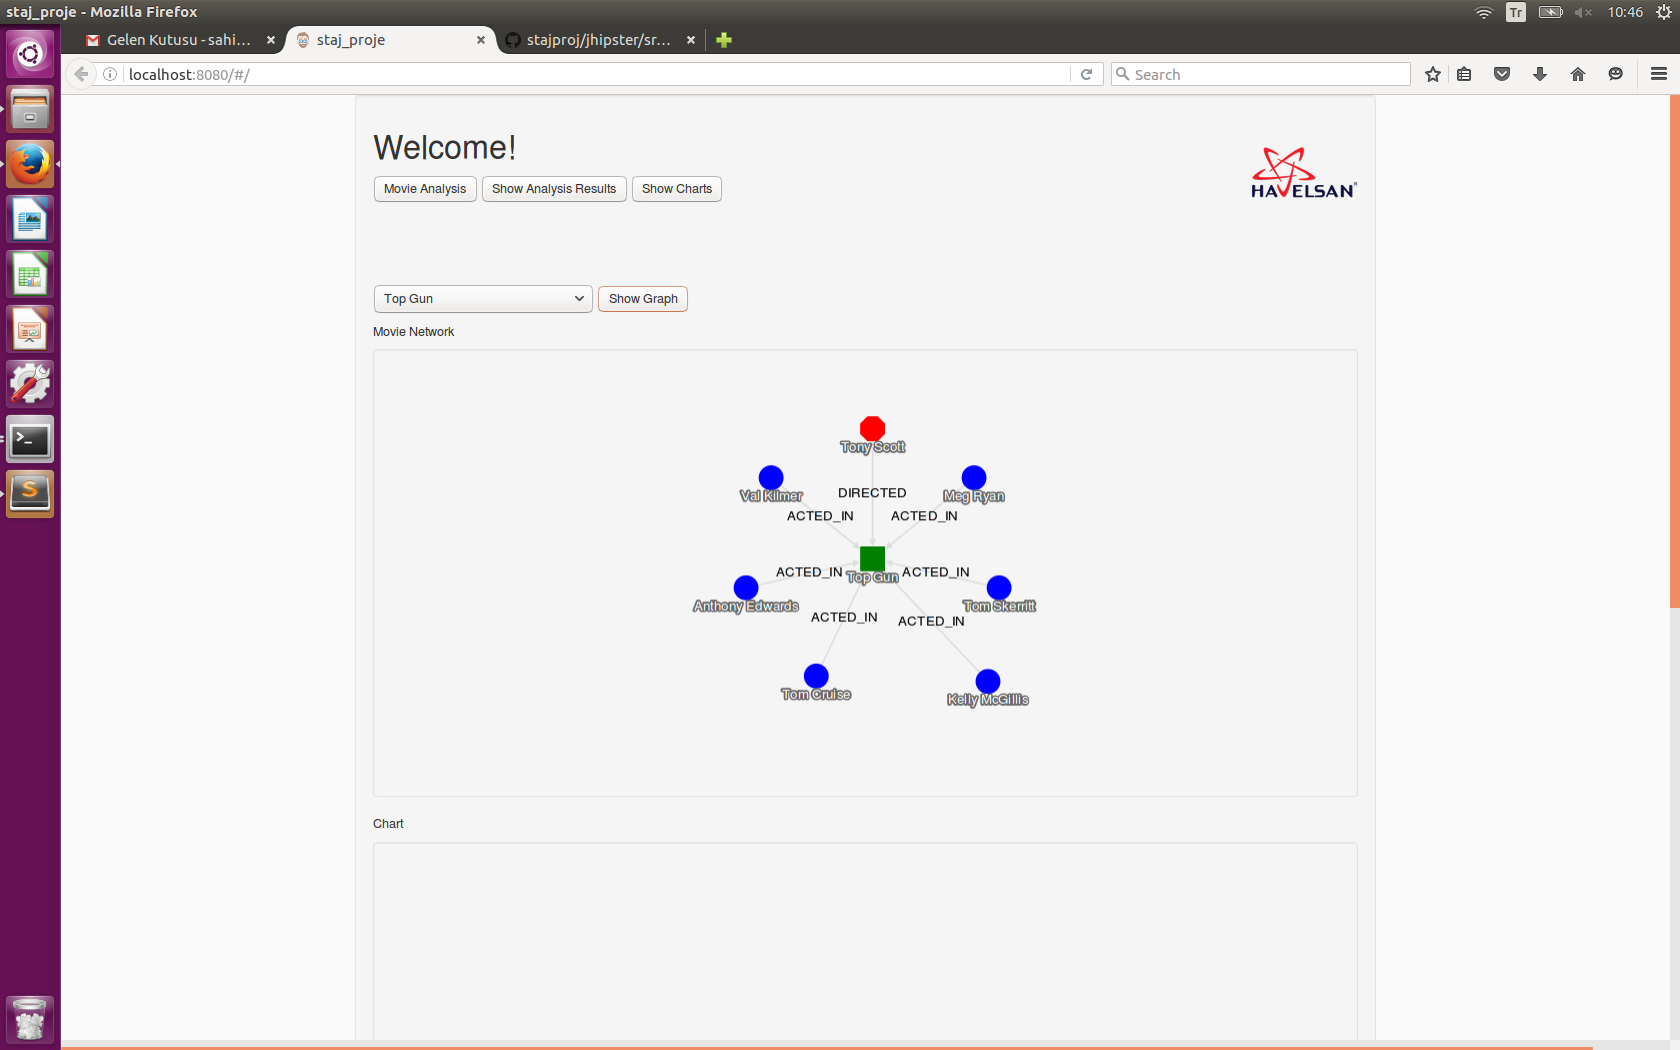 staj_proje - Mozilla Firefox
Tr
10:46
Gelen Kutusu - sahi...
staj_proje
stajproj/jhipster/sr...
localhost:8080/#/
Search
Welcome!
Movie Analysis
Show Analysis Results
Show Charts
HAVELSAN
Top Gun
Show Graph
Movie Network
Tony Scott
Val Kilmer
DIRECTED
Meg Ryan
ACTED_IN
ACTED_IN
ACTED_IN
Top Gun
ACTED_IN
Anthony Edwards
Tom Skerritt
ACTED_IN
ACTED_IN
Tom Cruise
Kelly McGillis
Chart